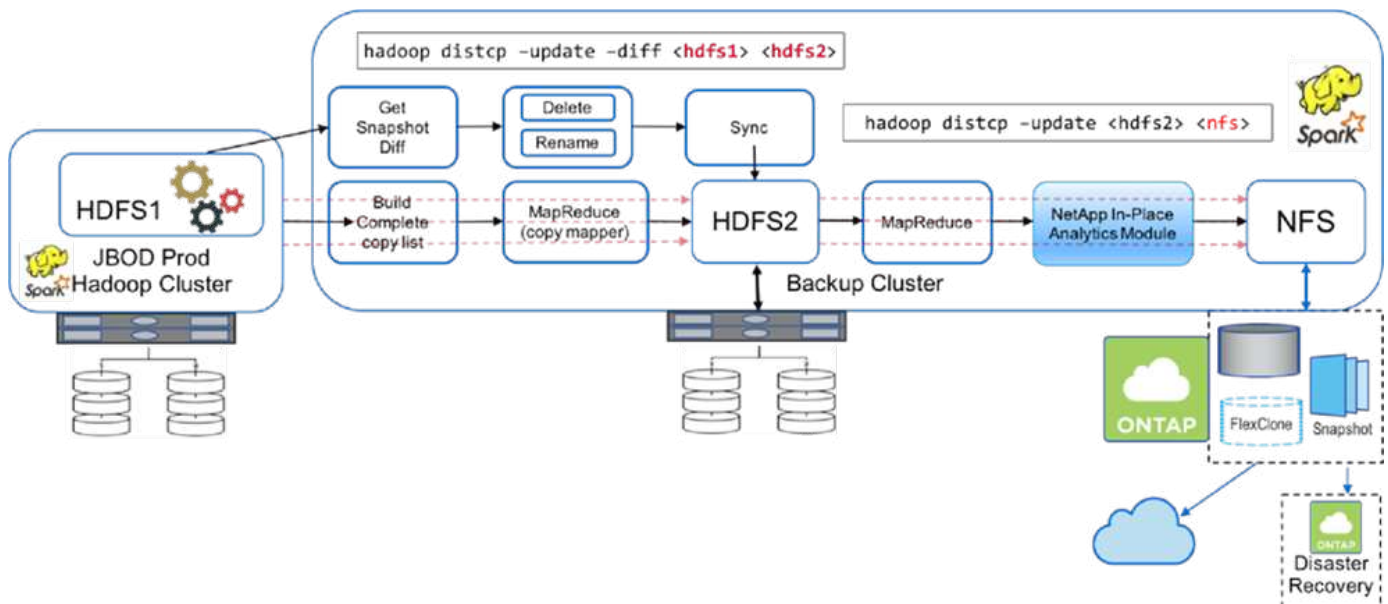 hadoop distcp –update –diff <hdfs1> <hdfs2>
Get
Snapshot
Diff
Delete
Rename
Sync
hadoop distcp –update <hdfs2> <nfs>
Spark
HDFS1
JBOD Prod
Hadoop Cluster
Spark
Build
Complete
copy list
MapReduce
(copy mapper)
HDFS2
MapReduce
NetApp In-Place
Analytics Module
NFS
Backup Cluster
ONTAP
FlexClone
Snapshot
ONTAP
Disaster
Recovery